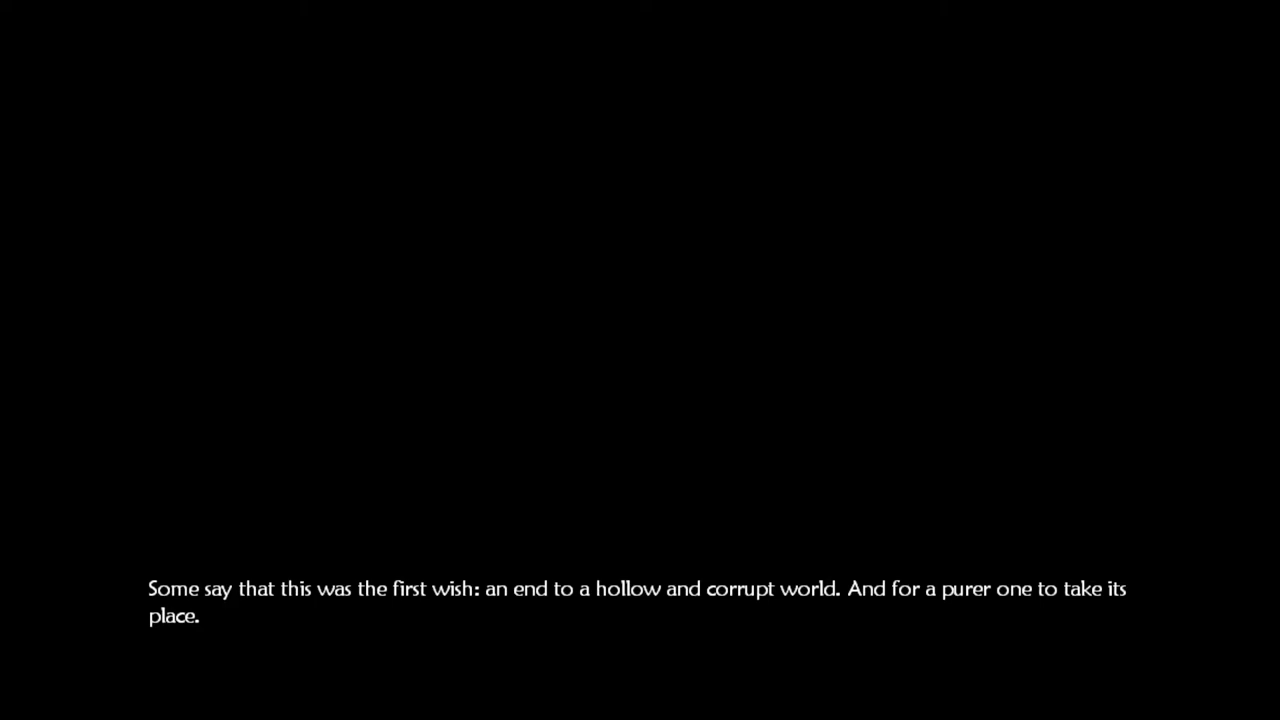 Some say that this was the first wish: an end to a hollow and corrupt world. And for a purer one to take its
place.